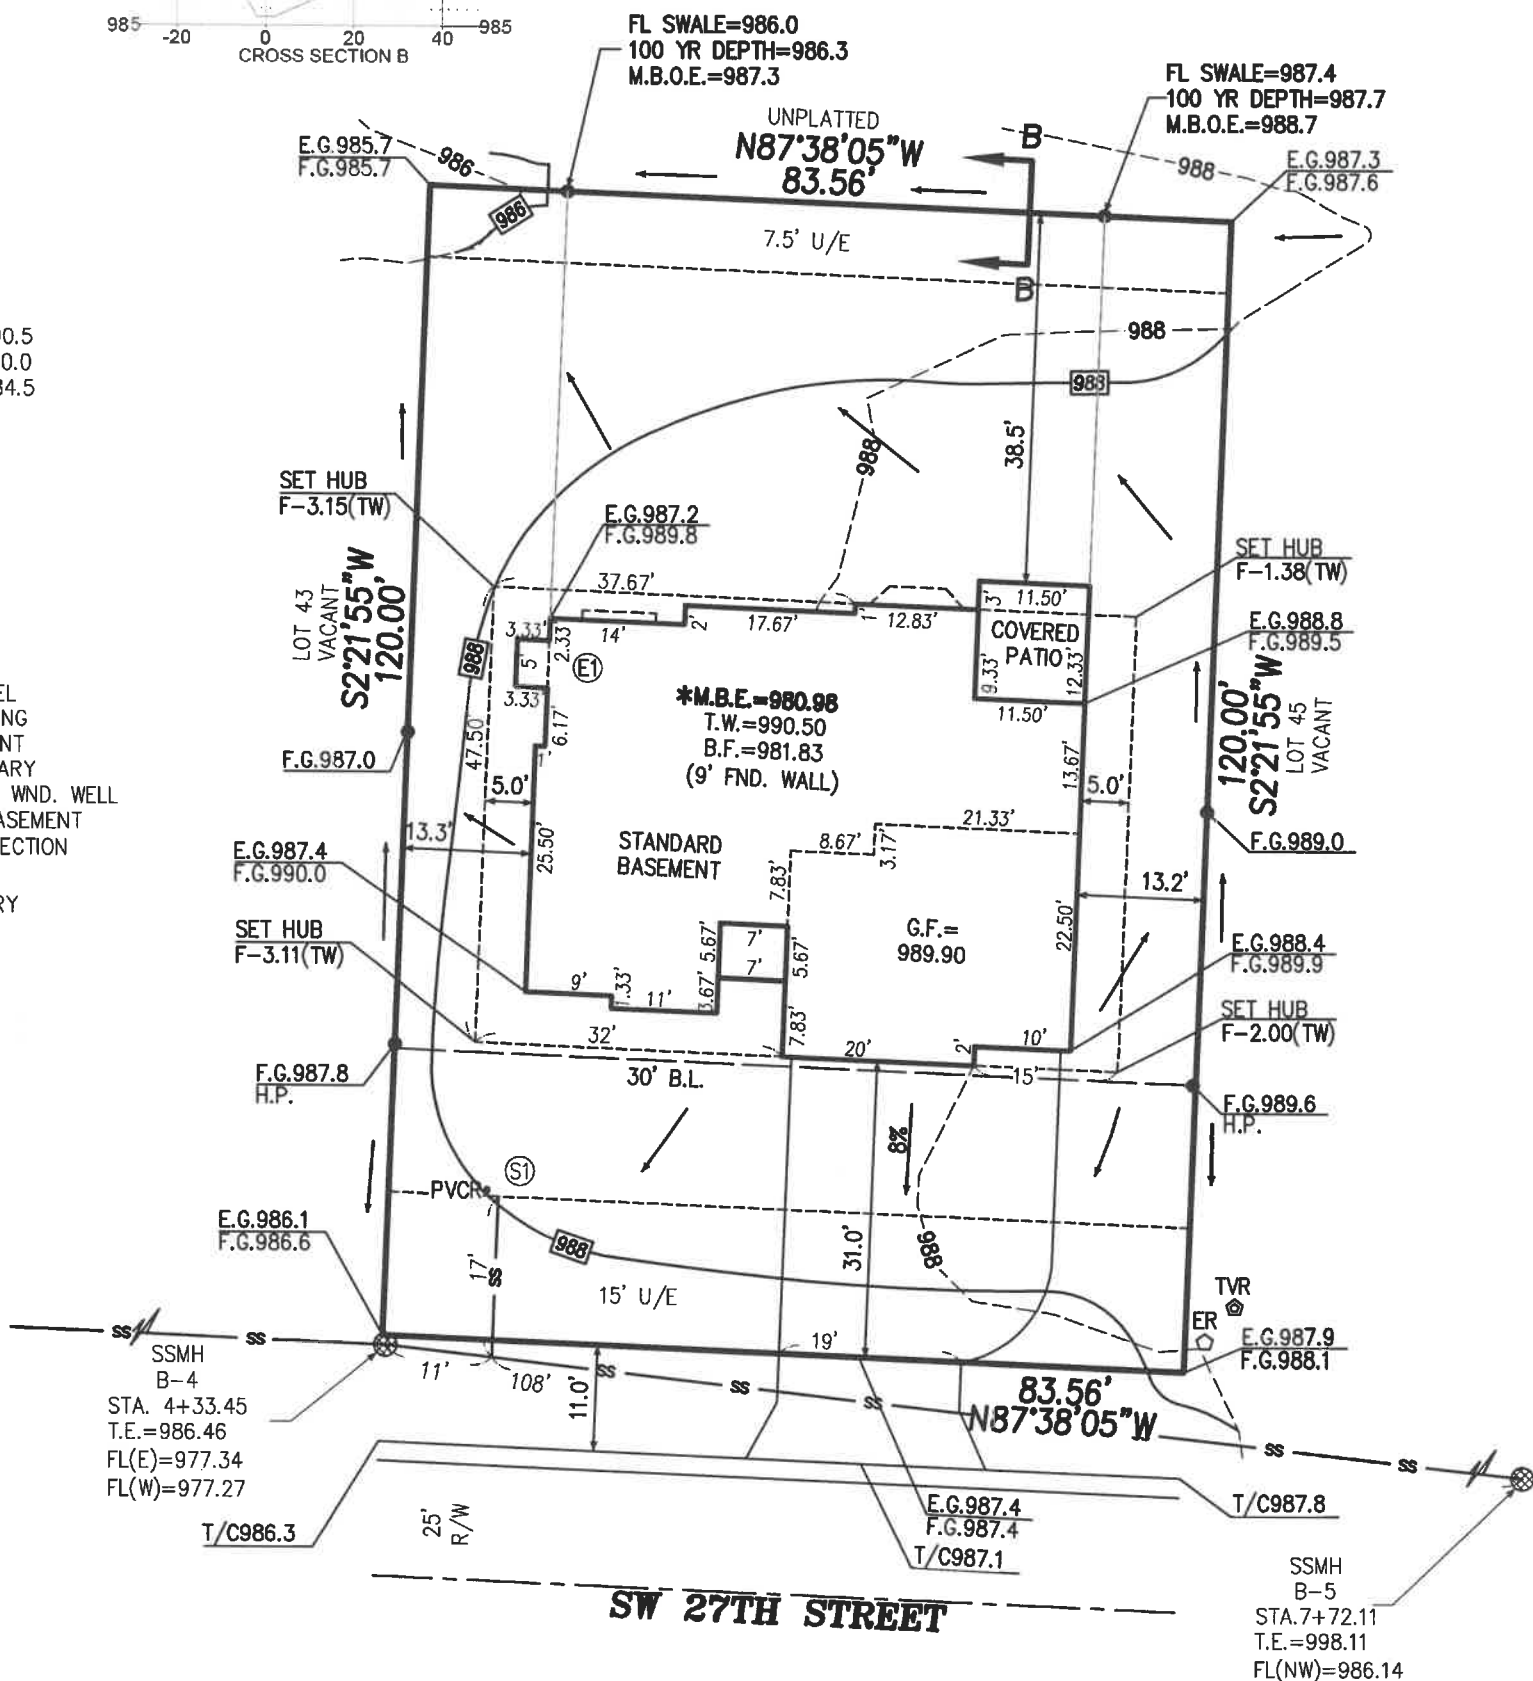 985
-20
0
20
40
985
CROSS SECTION B
FL SWALE=986.0
100 YR DEPTH=986.3
M.B.O.E.=987.3
FL SWALE=987.4
100 YR DEPTH=987.7
M.B.O.E.=988.7
UNPLATTED
N87°38'05"W
83.56'
B
E.G.985.7
F.G.985.7
986
988
E.G.987.3
F.G.987.6
986
7.5' U/E
B
0.5
0.0
34.5
988
988
38.5'
988
SET HUB
F-3.15(TW)
E.G.987.2
F.G.989.8
SET HUB
F-1.38(TW)
37.67'
LOT 43
VACANT
S2°21'55"W
120.00'
3.33'
2.33'
14'
2'
17.67'
1'
12.83'
3'
11.50'
COVERED
PATIO
9.33'
12.33'
11.50'
E.G.988.8
F.G.989.5
988
5'
E1
3.33'
6.17'
1'
47.50'
*M.B.E.=980.98
T.W.=990.50
B.F.=981.83
(9' FND. WALL)
13.67'
120.00'
S2°21'55"W
LOT 45
VACANT
EL
NG
NT
ARY
WND. WELL
ASEMENT
ECTION
RY
F.G.987.0
5.0'
5.0'
F.G.989.0
13.3'
25.50'
STANDARD
BASEMENT
8.67'
3.17'
21.33'
7.83'
E.G.987.4
F.G.990.0
13.2'
22.50'
G.F.=
989.90
SET HUB
F-3.11(TW)
5.67'
7'
7'
5.67'
E.G.988.4
F.G.989.9
9'
1.33'
11'
3.67'
7.83'
SET HUB
F-2.00(TW)
32'
20'
2'
10'
15'
30' B.L.
F.G.987.8
H.P.
F.G.989.6
H.P.
8%
S1
PVCR
E.G.986.1
F.G.986.6
988
17'
SS
15' U/E
31.0'
988
TVR
ER
E.G.987.9
F.G.988.1
SS
SS
SSMH
B-4
STA. 4+33.45
T.E.=986.46
FL(E)=977.34
FL(W)=977.27
11'
108'
11.0'
19'
SS
SS
SS
83.56'
N87°38'05"W
SS
SS
T/C986.3
25'
R/W
E.G.987.4
F.G.987.4
T/C987.1
T/C987.8
SW 27TH STREET
SSMH
B-5
STA.7+72.11
T.E.=998.11
FL(NW)=986.14